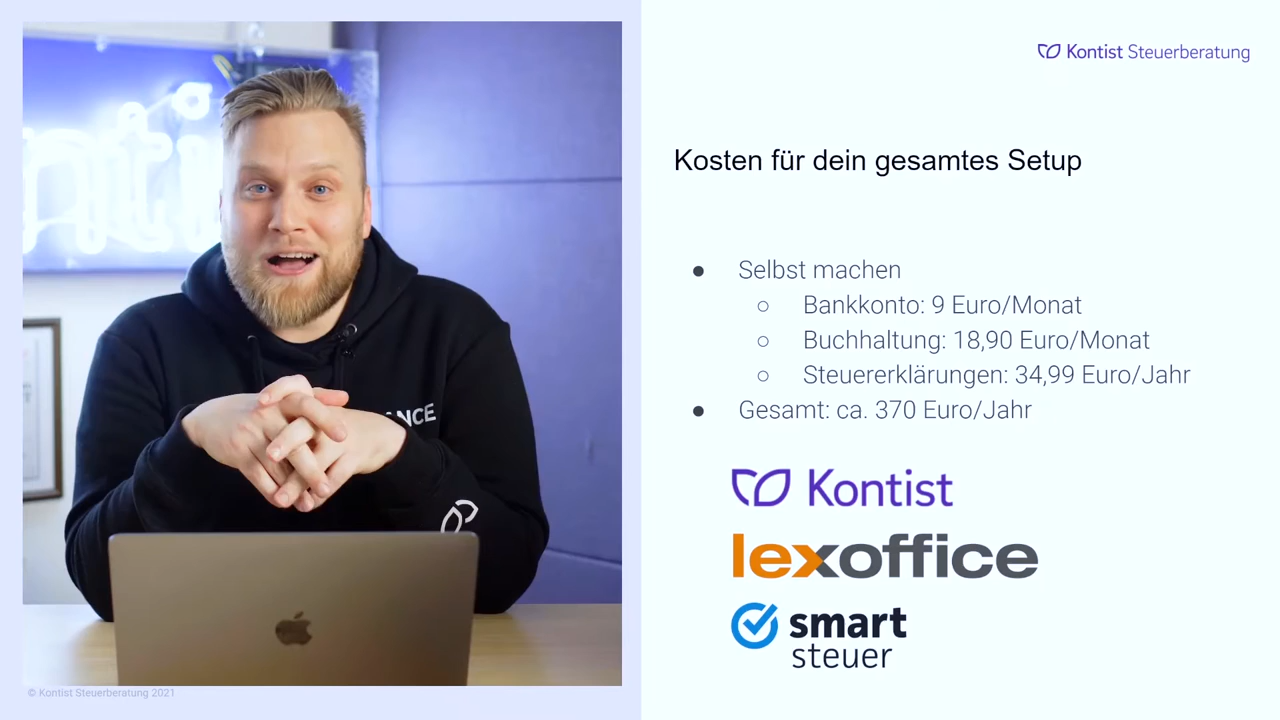 Kontist Steuerberatung
Kosten für dein gesamtes Setup
● Selbst machen
○ Bankkonto: 9 Euro/Monat
○ Buchhaltung: 18,90 Euro/Monat
○ Steuererklärungen: 34,99 Euro/Jahr
● Gesamt: ca. 370 Euro/Jahr
Kontist
lexoffice
smart
steuer
ANCE
© Kontist Steuerberatung 2021